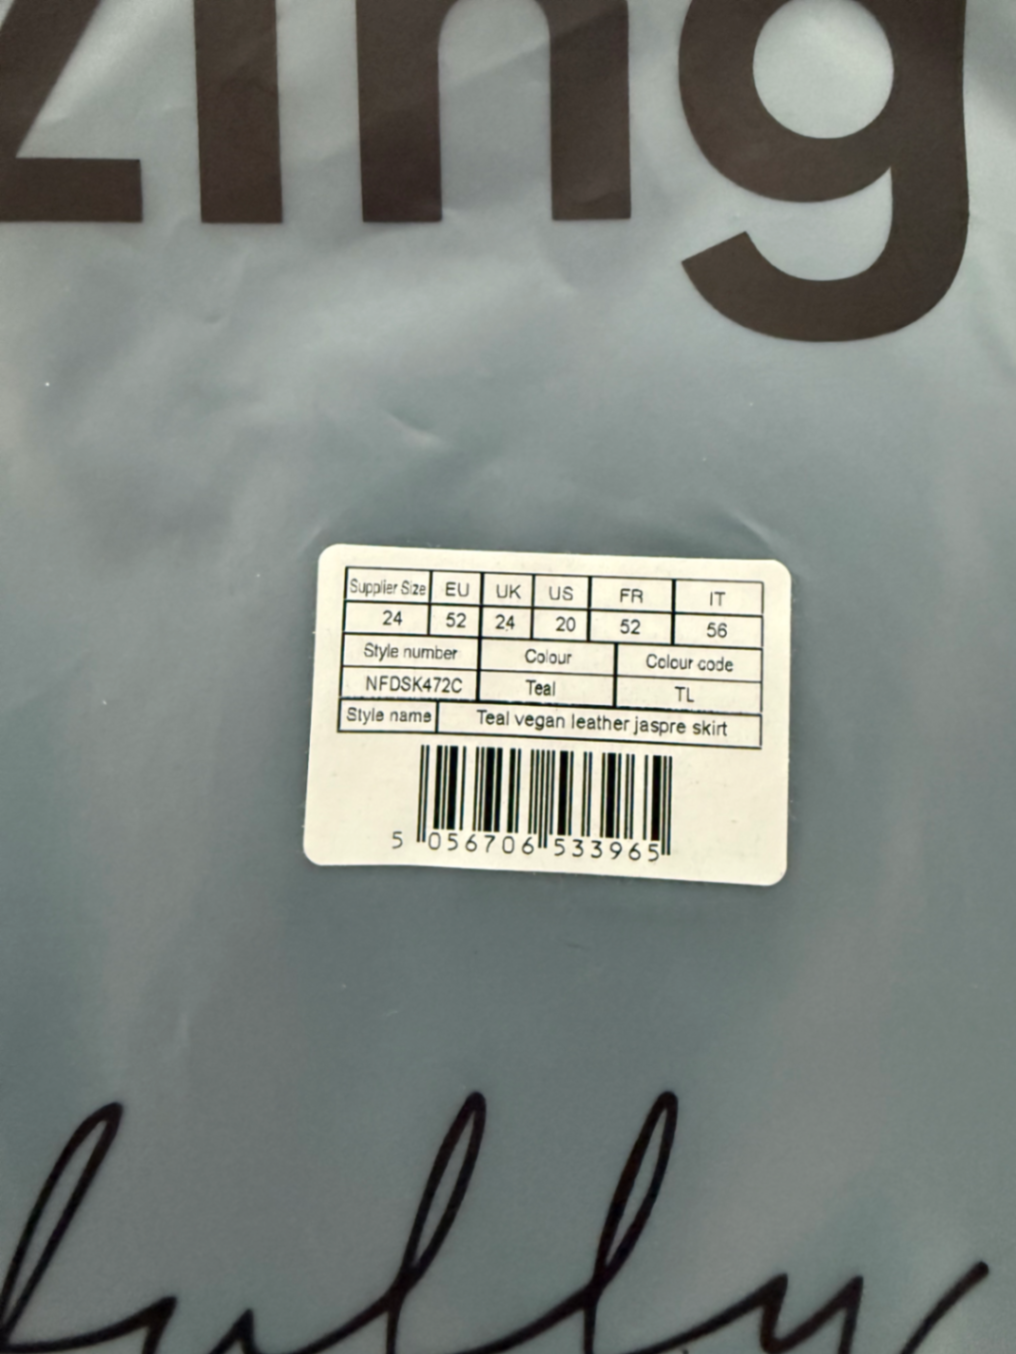 zing
Supplier Size EU UK US FR IT
24 52 24 20 52 56
Style number Colour Colour code
NFDSK472C Teal TL
Style name Teal vegan leather jaspre skirt
5 056706 533965